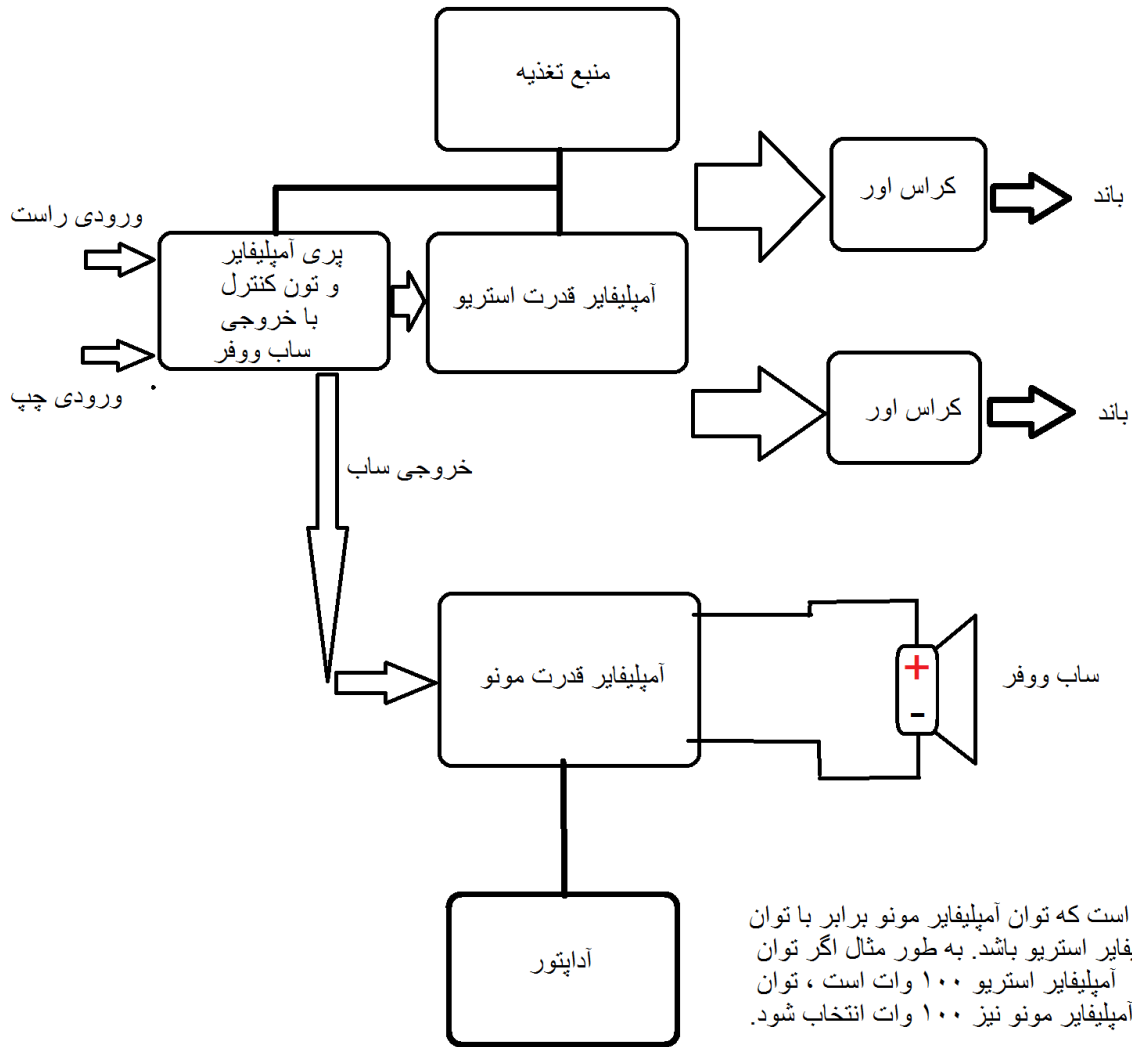 منبع تغذیه
کراس اور
باند
ورودی راست
پری آمپلیفایر
و تون کنترل
با خروجی
ساب ووفر
آمپلیفایر قدرت استریو
ورودی چپ
کراس اور
باند
خروجی ساب
آمپلیفایر قدرت مونو
+
-
ساب ووفر
آداپتور
است که توان آمپلیفایر مونو برابر با توان
یفایر استریو باشد. به طور مثال اگر توان
آمپلیفایر استریو ۱۰۰ وات است ، توان
آمپلیفایر مونو نیز ۱۰۰ وات انتخاب شود.